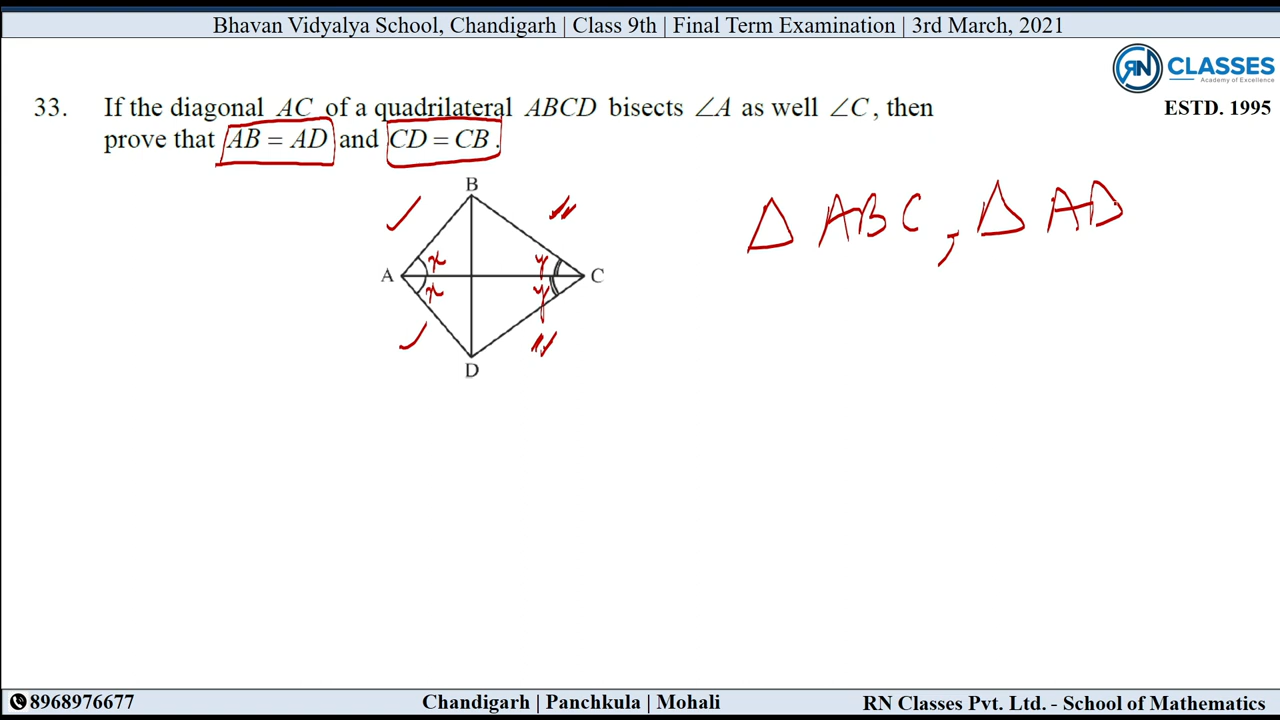 Bhavan Vidyalya School, Chandigarh | Class 9th | Final Term Examination | 3rd March, 2021
RN CLASSES
Academy of Excellence
ESTD. 1995
33. If the diagonal AC of a quadrilateral ABCD bisects ∠A as well ∠C, then
prove that AB = AD and CD = CB.
Δ ABC, Δ AD
B
x
y
A
C
x
y
D
8968976677
Chandigarh | Panchkula | Mohali
RN Classes Pvt. Ltd. - School of Mathematics